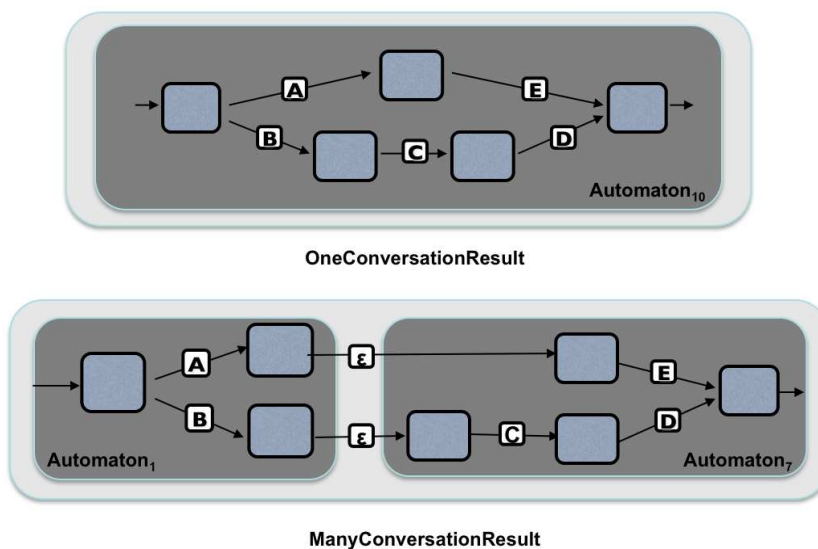 A
E
B
C
D
Automaton₁₀
OneConversationResult
A
ε
E
B
ε
C
D
Automaton₁
Automaton₇
ManyConversationResult